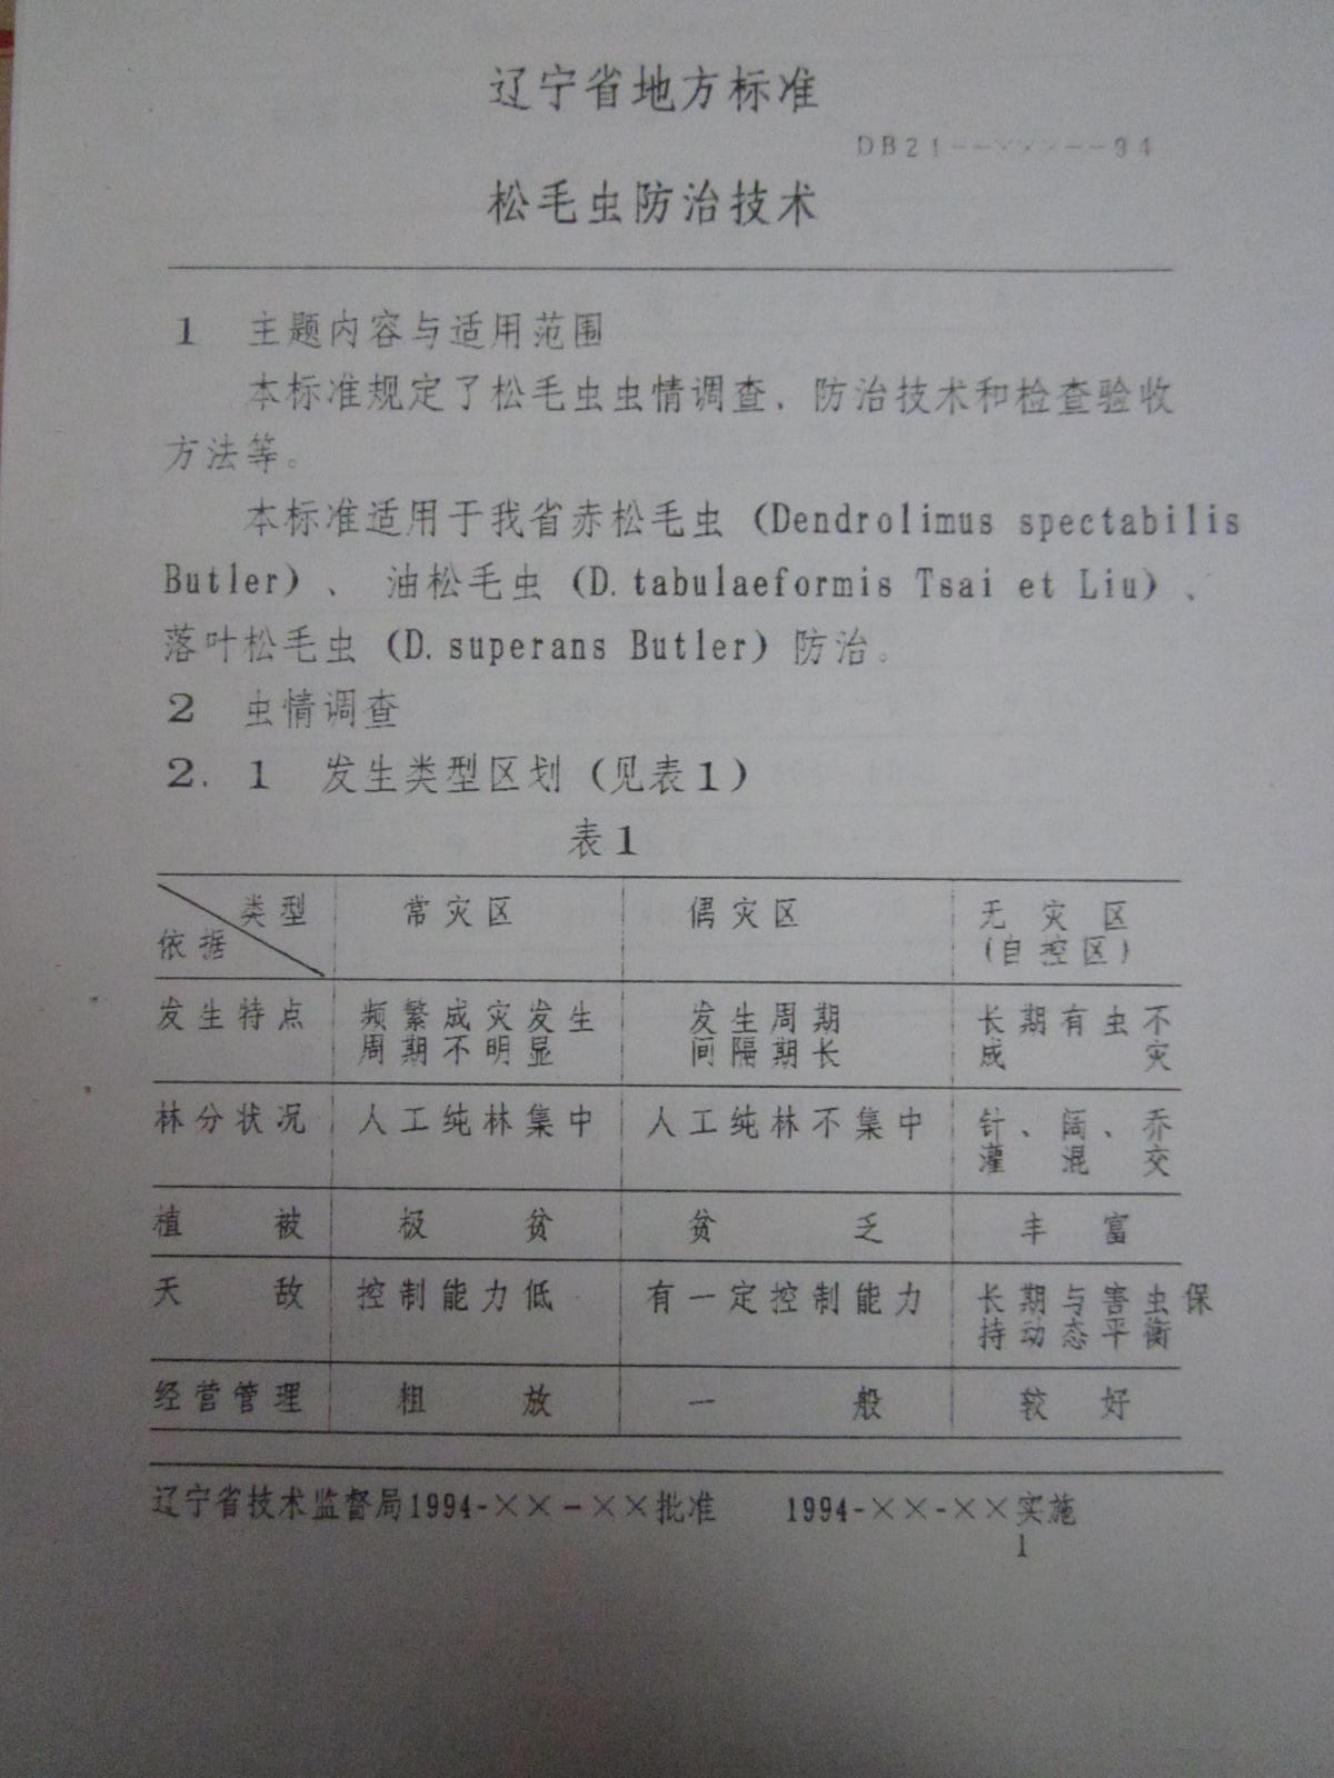 辽宁省地方标准
DB21--×××--94
松毛虫防治技术
1 主题内容与适用范围
本标准规定了松毛虫虫情调查、防治技术和检查验收
方法等。
本标准适用于我省赤松毛虫(Dendrolimus spectabilis
Butler)、油松毛虫(D.tabulaeformis Tsai et Liu)、
落叶松毛虫(D.superans Butler)防治。
2 虫情调查
2.1 发生类型区划(见表1)
表1
类型 常灾区 偶灾区 无灾区
依据 (自控区)
发生特点 频繁成灾发生 发生周期 长期有虫不
周期不明显 间隔期长 成灾
林分状况 人工纯林集中 人工纯林不集中 针、阔、乔
灌混交
植被 极贫 贫乏 丰富
天敌 控制能力低 有一定控制能力 长期与害虫保
持动态平衡
经营管理 粗放 一般 较好
辽宁省技术监督局1994-××-××批准 1994-××-××实施
1